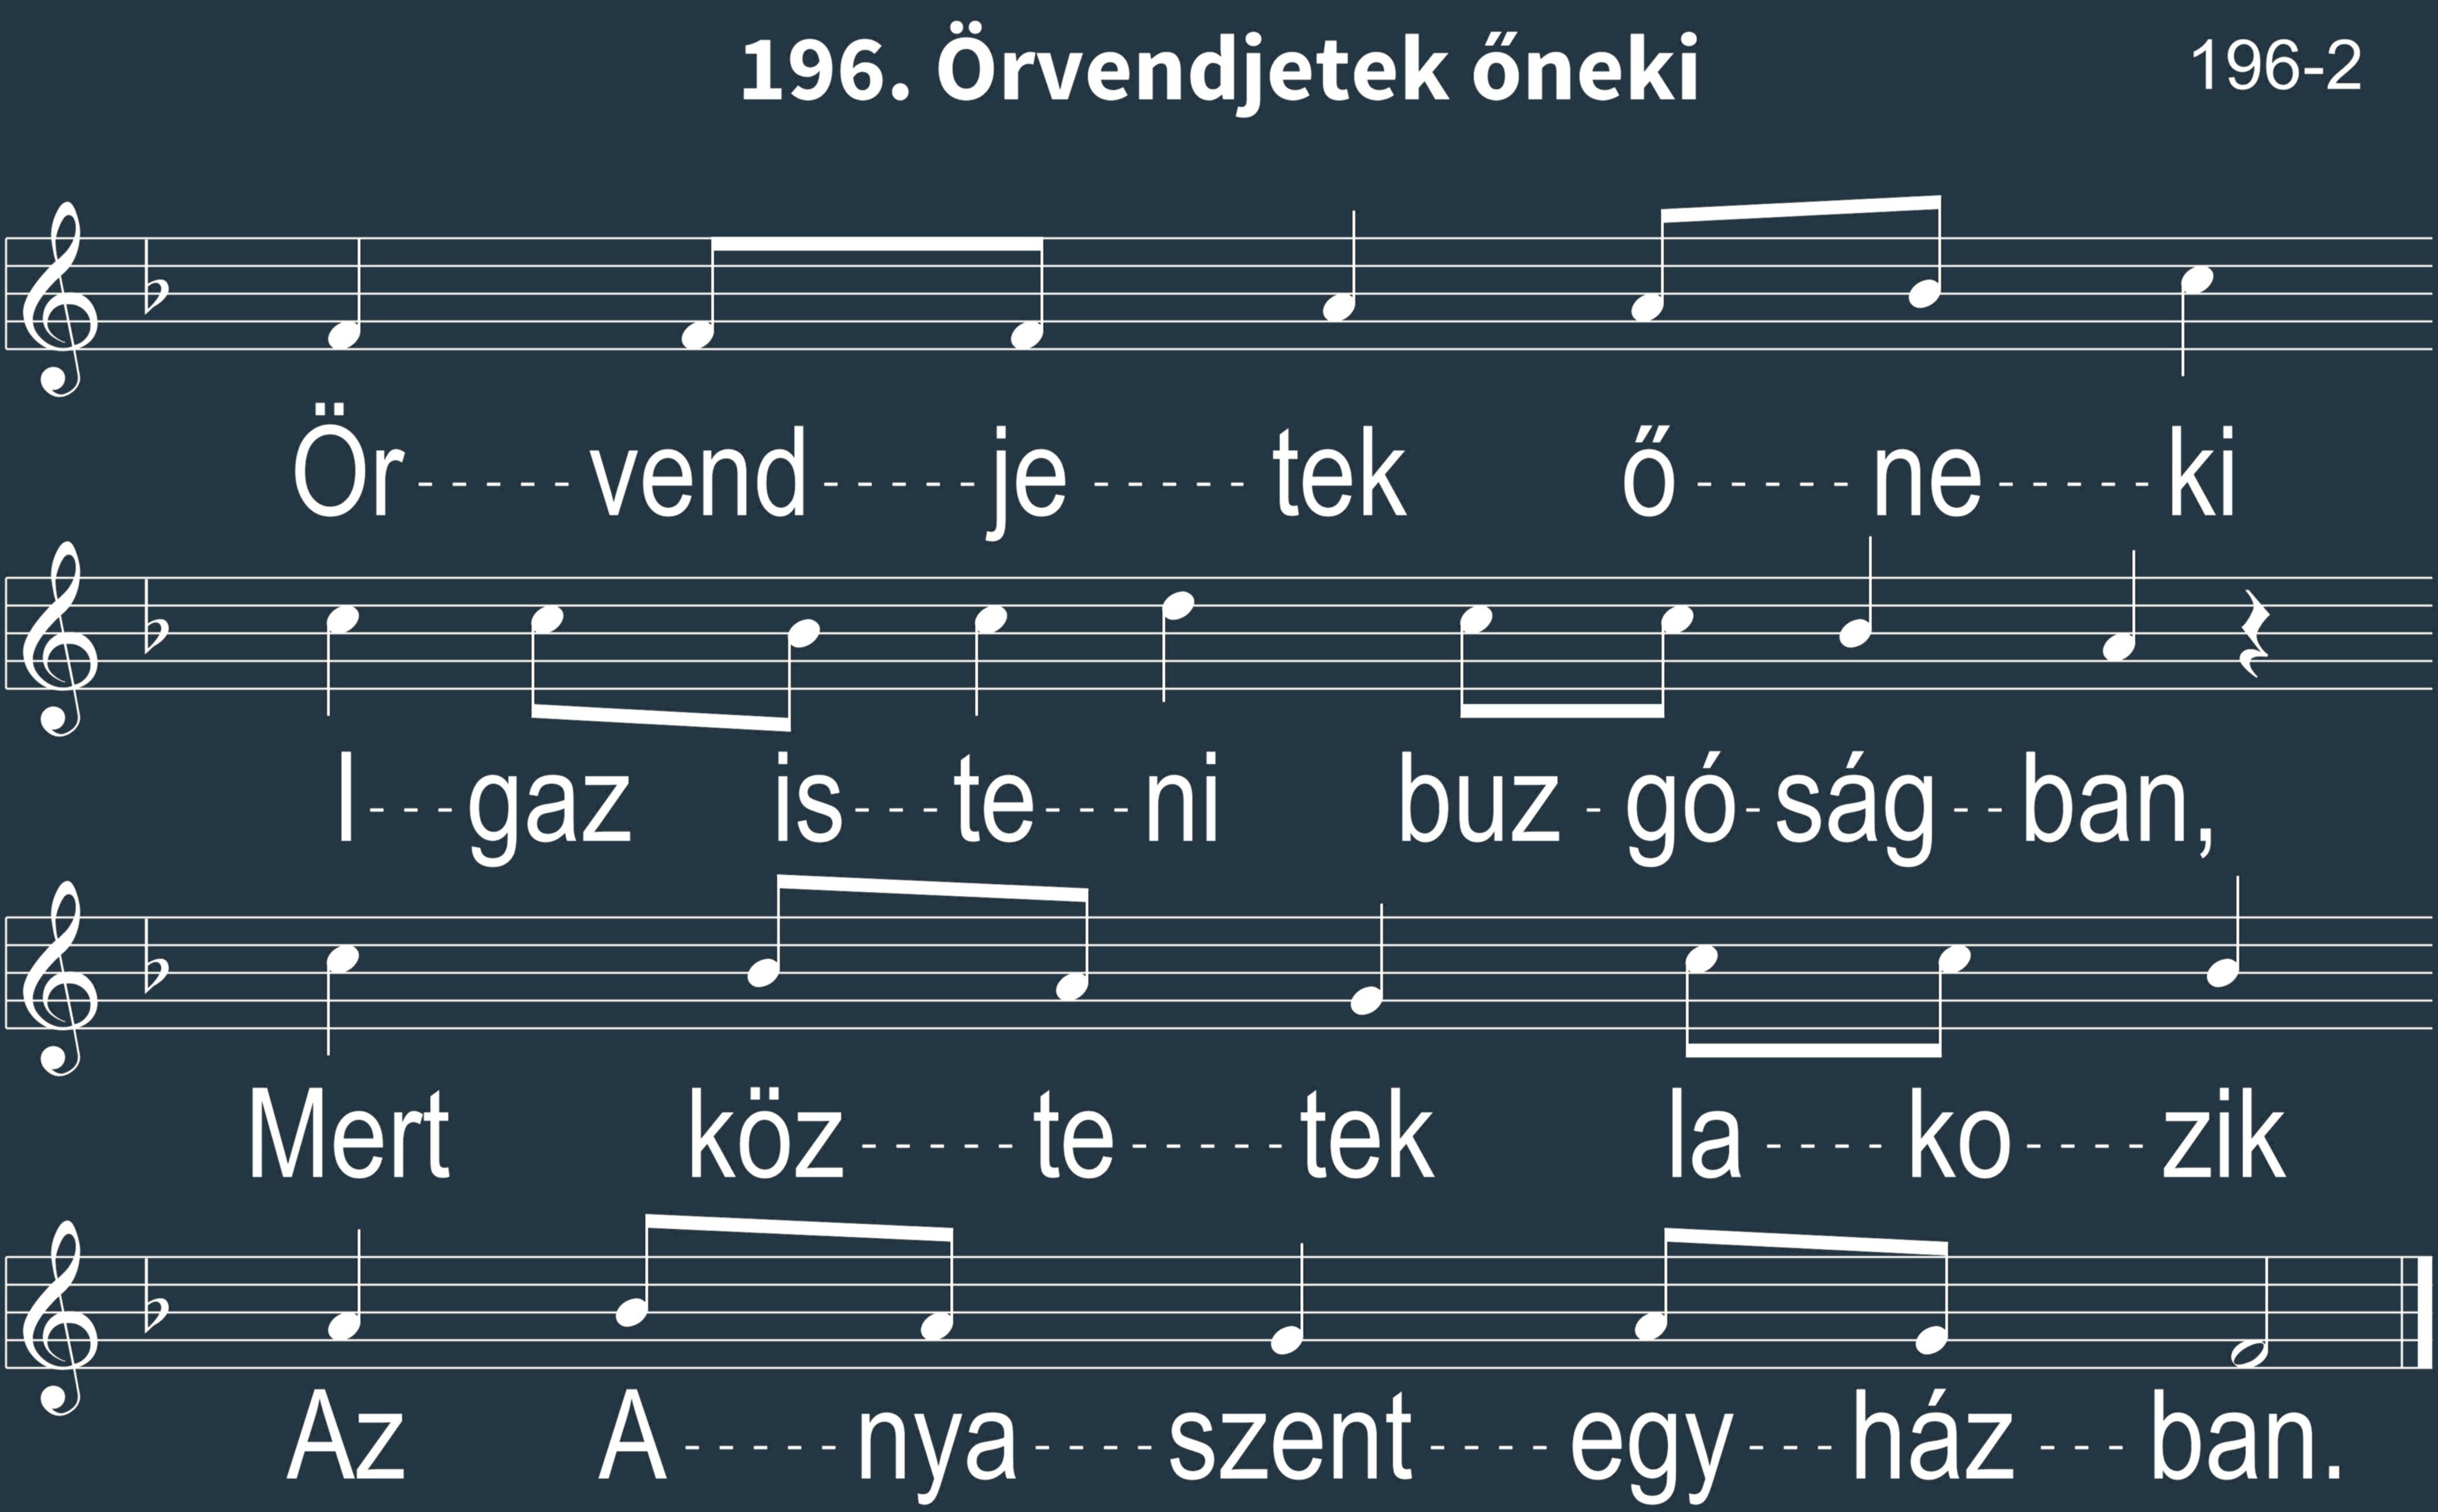 196. Örvendjetek őneki 196-2
Ör-----vend-----je-----tek ő-----ne-----ki
I---gaz is---te---ni buz-gó-ság--ban,
Mert köz-----te-----tek la----ko----zik
Az A-----nya----szent----egy---ház---ban.